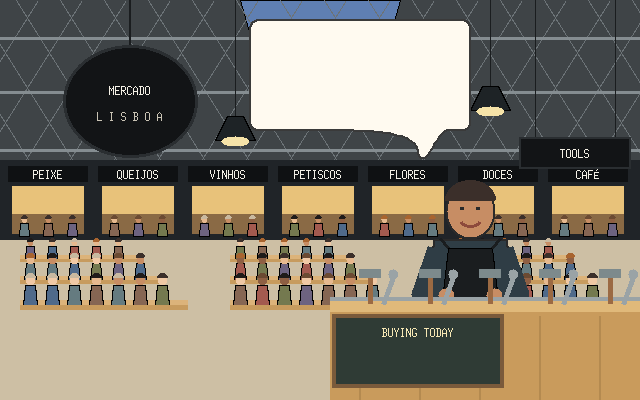 MERCADO
LISBOA
TOOLS
PEIXE
QUEIJOS
VINHOS
PETISCOS
FLORES
DOCES
CAFÉ
BUYING TODAY